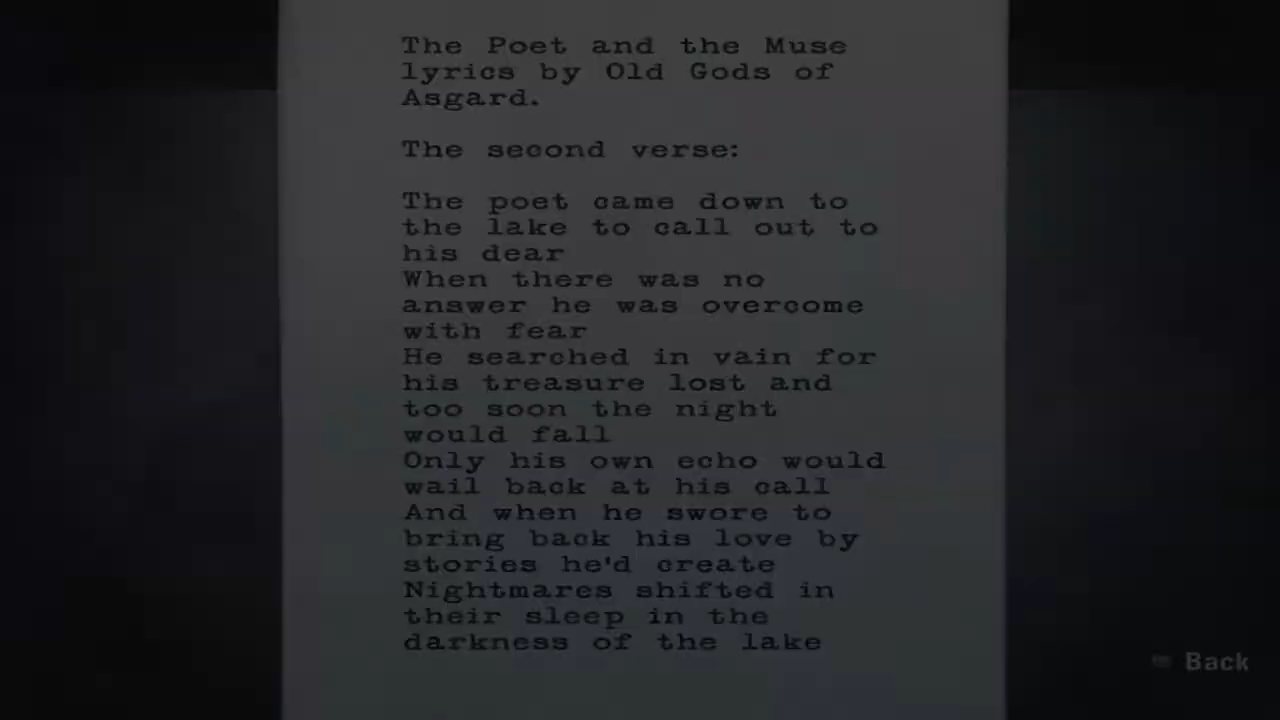 The Poet and the Muse
lyrics by Old Gods of
Asgard.
The second verse:
The poet came down to
the lake to call out to
his dear
When there was no
answer he was overcome
with fear
He searched in vain for
his treasure lost and
too soon the night
would fall
Only his own echo would
wail back at his call
And when he swore to
bring back his love by
stories he'd create
Nightmares shifted in
their sleep in the
darkness of the lake
Back